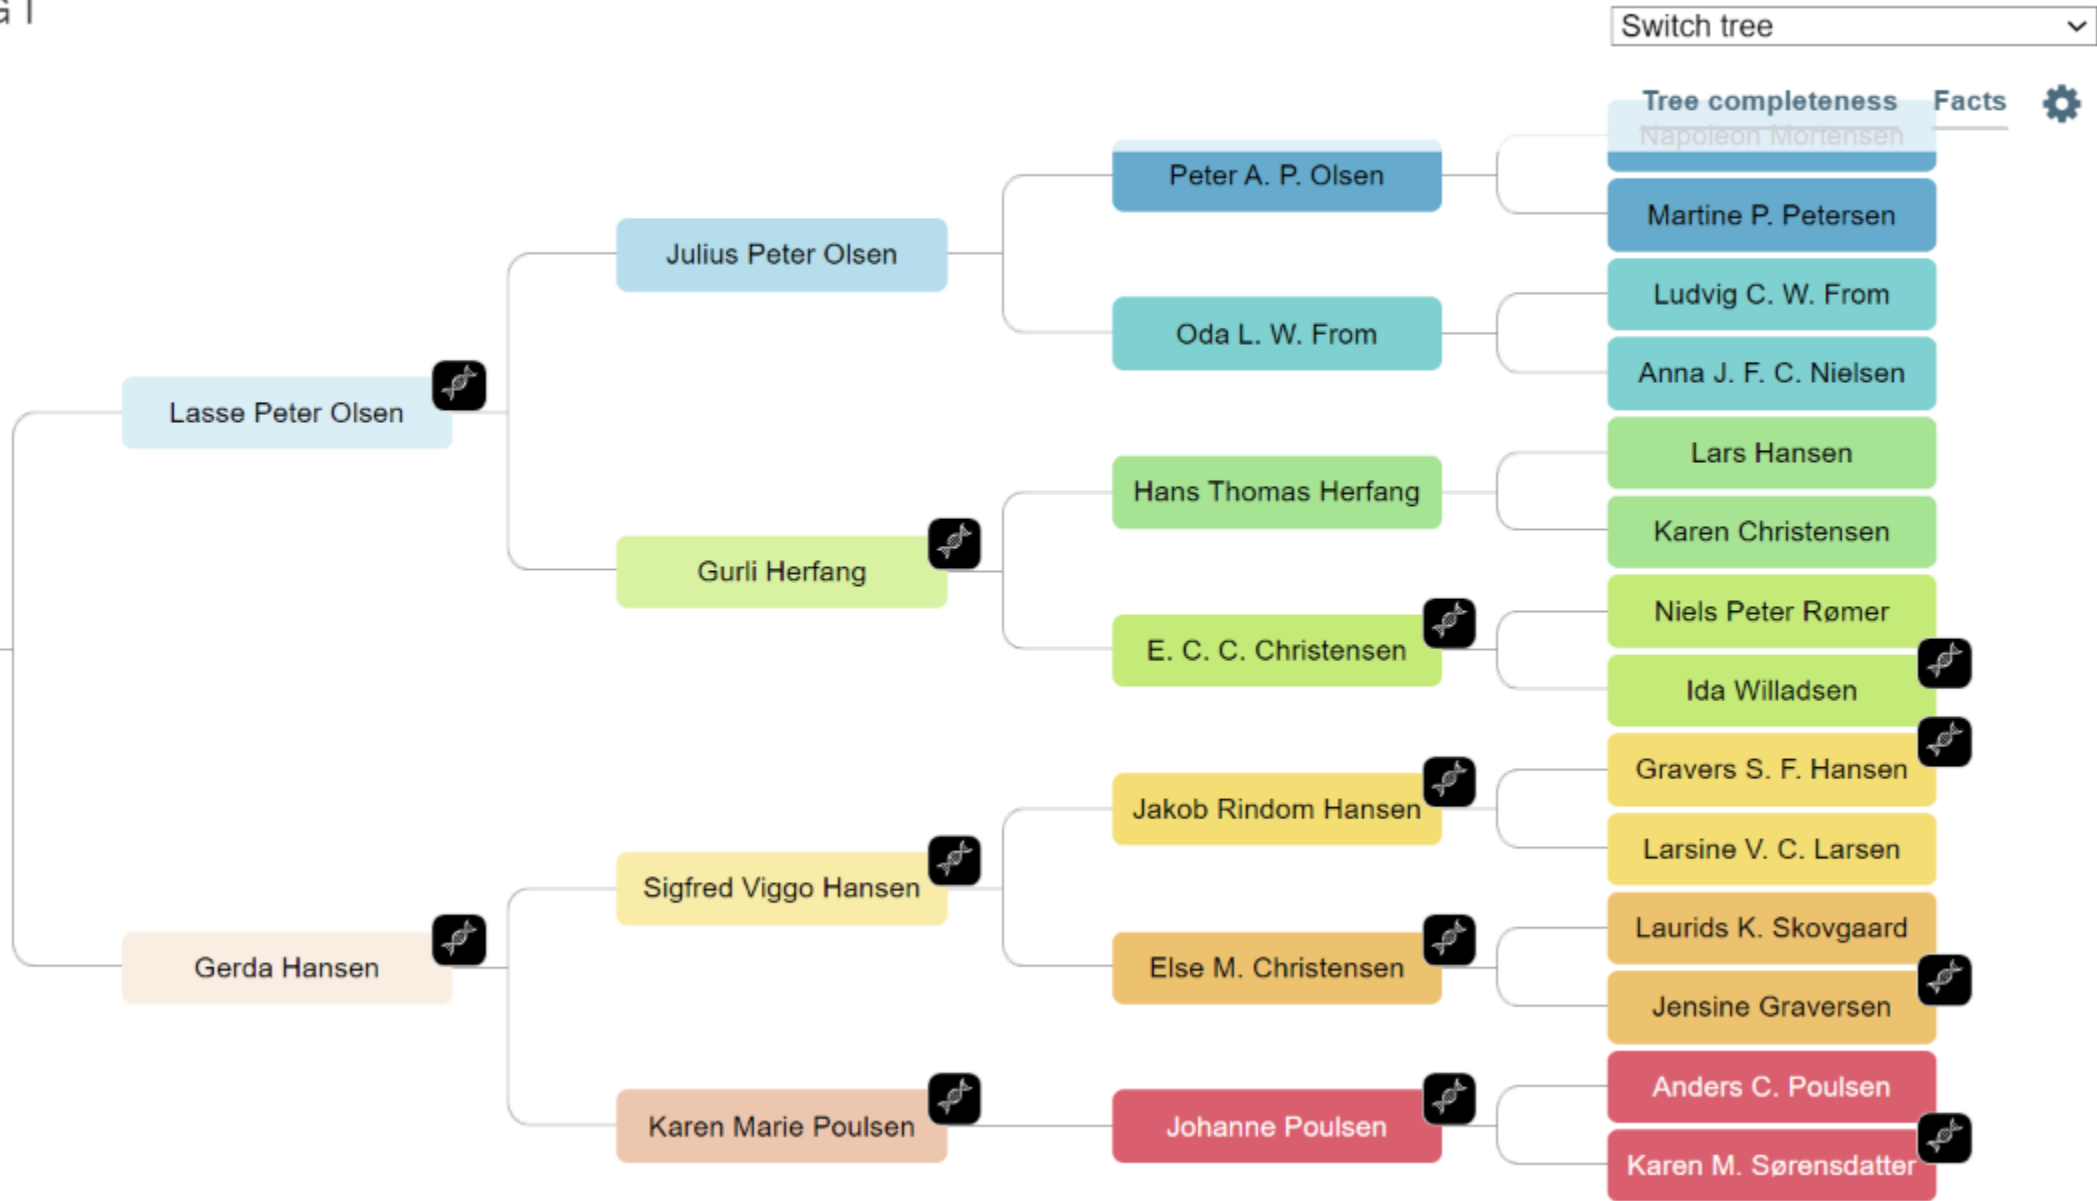 Switch tree
Tree completeness
Facts
Napoleon Mortensen
Peter A. P. Olsen
Martine P. Petersen
Julius Peter Olsen
Ludvig C. W. From
Oda L. W. From
Anna J. F. C. Nielsen
Lasse Peter Olsen
Lars Hansen
Hans Thomas Herfang
Karen Christensen
Gurli Herfang
Niels Peter Rømer
E. C. C. Christensen
Ida Willadsen
Gravers S. F. Hansen
Jakob Rindom Hansen
Larsine V. C. Larsen
Sigfred Viggo Hansen
Laurids K. Skovgaard
Gerda Hansen
Else M. Christensen
Jensine Graversen
Anders C. Poulsen
Karen Marie Poulsen
Johanne Poulsen
Karen M. Sørensdatter